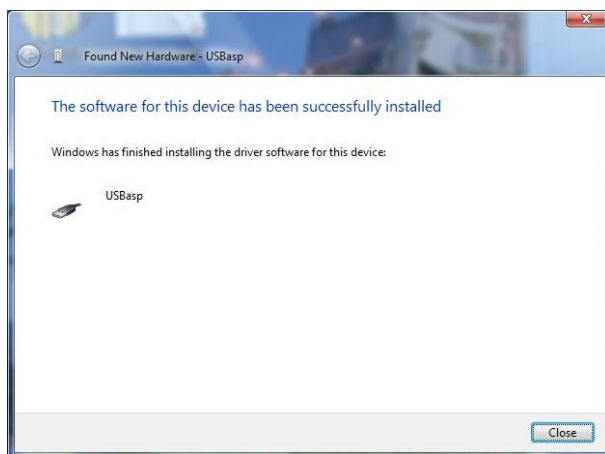 Found New Hardware - USBasp
The software for this device has been successfully installed
Windows has finished installing the driver software for this device:
USBasp
Close